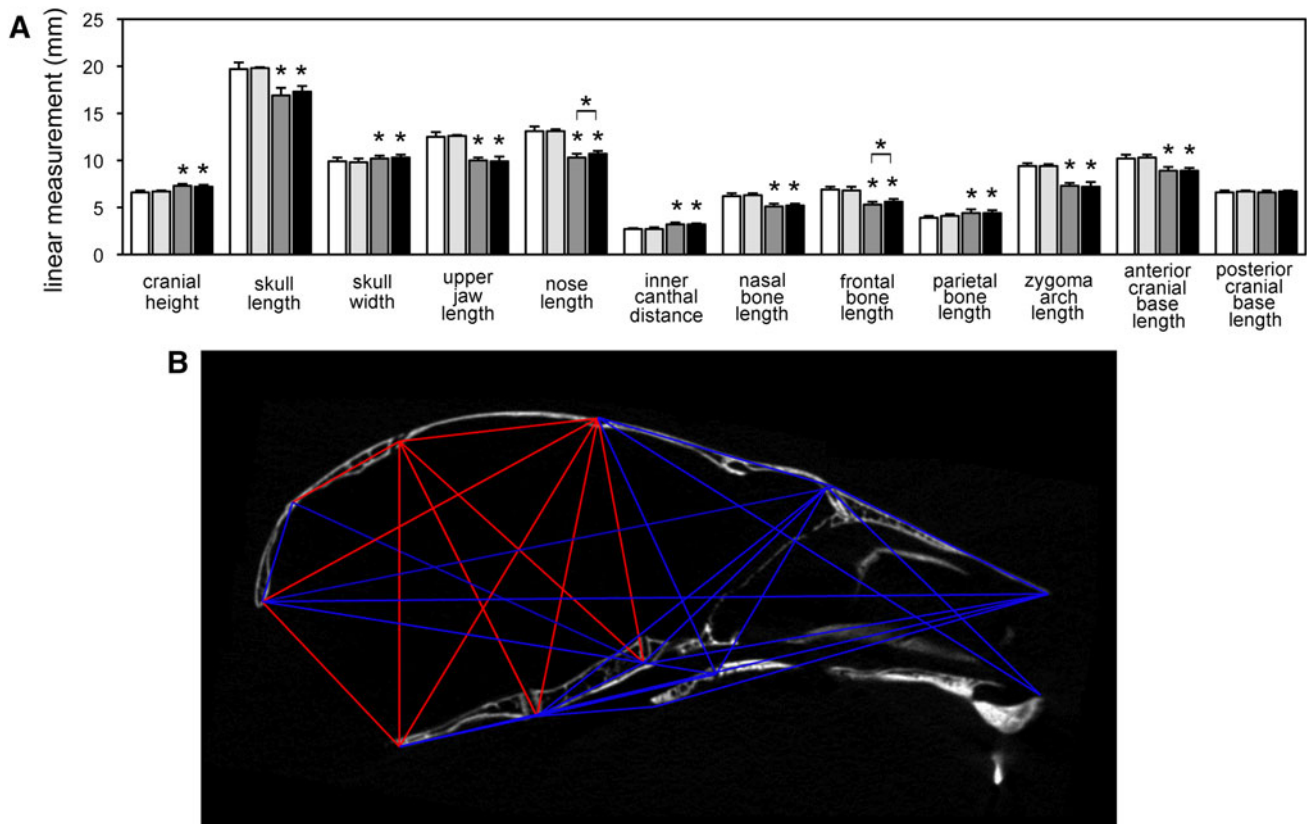 A
linear measurement (mm)
25
20
15
10
5
0
* *
* *
* *
* *
*
* *
* *
* *
*
* *
* *
* *
* *
cranial
height
skull
length
skull
width
upper
jaw
length
nose
length
inner
canthal
distance
nasal
bone
length
frontal
bone
length
parietal
bone
length
zygoma
arch
length
anterior
cranial
base
length
posterior
cranial
base
length
B